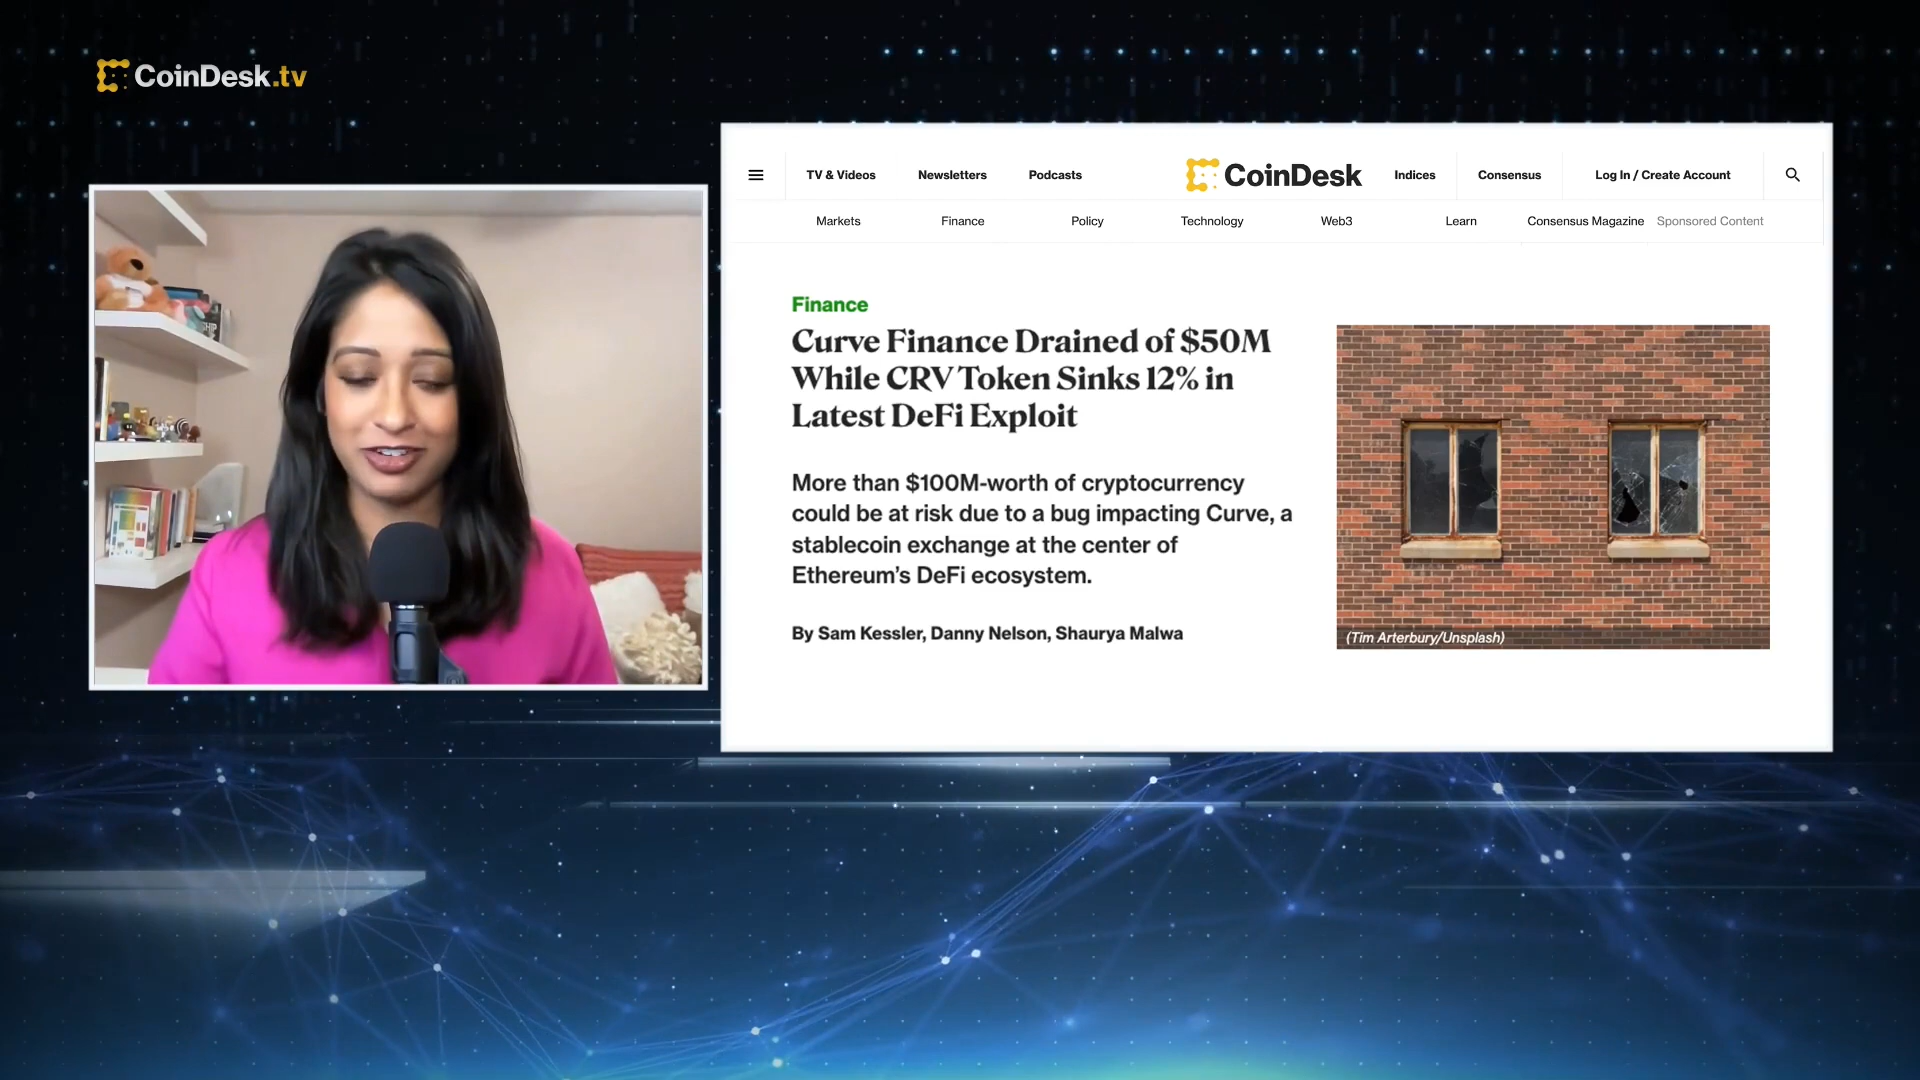 CoinDesk.tv
TV & Videos
Newsletters
Podcasts
CoinDesk
Indices
Consensus
Log In / Create Account
Markets
Finance
Policy
Technology
Web3
Learn
Consensus Magazine
Sponsored Content
Finance
Curve Finance Drained of $50M
While CRV Token Sinks 12% in
Latest DeFi Exploit
More than $100M-worth of cryptocurrency
could be at risk due to a bug impacting Curve, a
stablecoin exchange at the center of
Ethereum’s DeFi ecosystem.
By Sam Kessler, Danny Nelson, Shaurya Malwa
(Tim Arterbury/Unsplash)